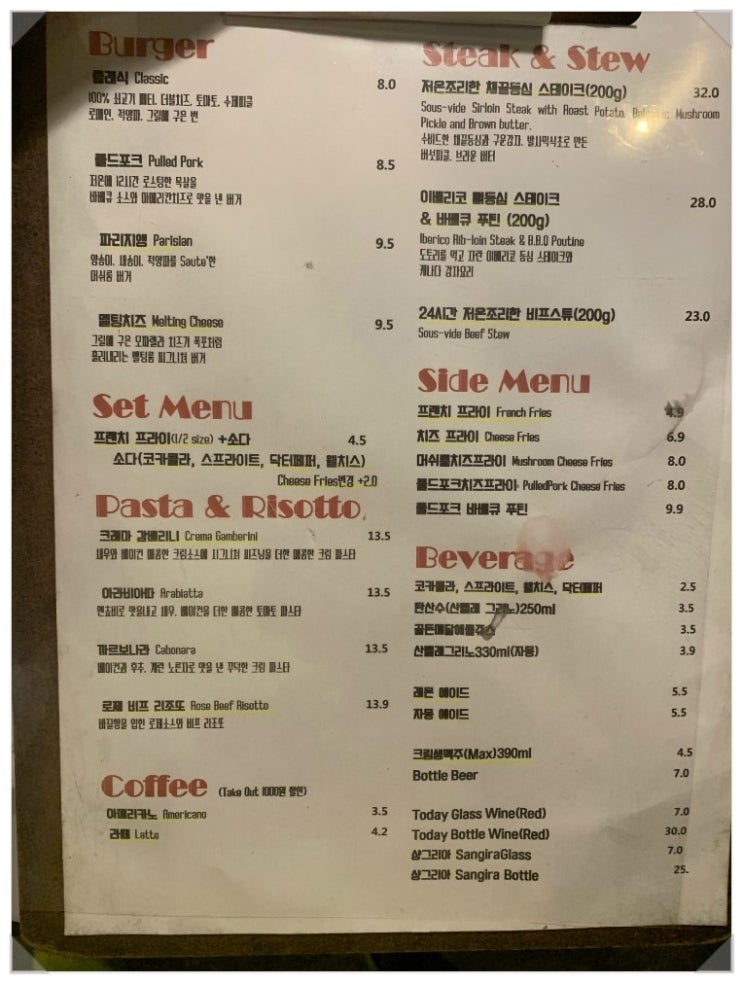 Burger
클래식 Classic 8.0
100% 쇠고기 패티, 더블치즈, 토마토, 수제피클
로메인, 적양파, 그릴에 구운 번
풀드포크 Pulled Pork 8.5
저온에 12시간 로스팅한 목살을
바베큐 소스와 아메리칸치즈로 맛을 낸 버거
파리지앵 Parisian 9.5
양송이, 새송이, 적양파를 Saute'한
머쉬룸 버거
멜팅치즈 Melting Cheese 9.5
그릴에 구운 모짜렐라 치즈가 폭포처럼
흘러내리는 멜팅룸 시그니처 버거
Set Menu
프렌치 프라이(1/2 size) +소다 4.5
소다(코카콜라, 스프라이트, 닥터페퍼, 웰치스)
Cheese Fries변경 +2.0
Pasta & Risotto
크레마 감베리니 Crema Gamberini 13.5
새우와 베이컨 매콤한 크림소스에 시그니처 시즈닝을 더한 매콤한 크림 파스타
아라비아따 Arabiatta 13.5
엔쵸비로 맛을내고 새우, 베이컨을 더한 매콤한 토마토 파스타
까르보나라 Cabonara 13.5
베이컨과 후추, 계란 노른자로 맛을 낸 꾸덕한 크림 파스타
로제 비프 리조또 Rose Beef Risotto 13.9
바질향을 입힌 로제소스와 비프 리조또
Coffee (Take Out 1000원 할인)
아메리카노 Americano 3.5
라떼 Latte 4.2
Steak & Stew
저온조리한 채끝등심 스테이크(200g) 32.0
Sous-vide Sirloin Steak with Roast Potato, Mushroom
Pickle and Brown butter.
수비드한 채끝등심과 구운감자, 발사믹식초로 만든
버섯피클, 브라운 버터
이베리코 뼈등심 스테이크
& 바베큐 푸틴 (200g) 28.0
Iberico Rib-loin Steak & B.B.Q Poutine
도토리를 먹고 자란 이베리코 등심 스테이크와
캐나다 감자요리
24시간 저온조리한 비프스튜(200g) 23.0
Sous-vide Beef Stew
Side Menu
프렌치 프라이 French Fries 4.9
치즈 프라이 Cheese Fries 6.9
머쉬룸치즈프라이 Mushroom Cheese Fries 8.0
풀드포크치즈프라이 PulledPork Cheese Fries 8.0
풀드포크 바베큐 푸틴 9.9
Beverage
코카콜라, 스프라이트, 웰치스, 닥터페퍼 2.5
탄산수(산펠레 그리노)250ml 3.5
골든메달애플주스 3.5
산펠레그리노330ml(자몽) 3.9
레몬 에이드 5.5
자몽 에이드 5.5
크림생맥주(Max)390ml 4.5
Bottle Beer 7.0
Today Glass Wine(Red) 7.0
Today Bottle Wine(Red) 30.0
상그리아 SangiraGlass 7.0
상그리아 Sangira Bottle 25.